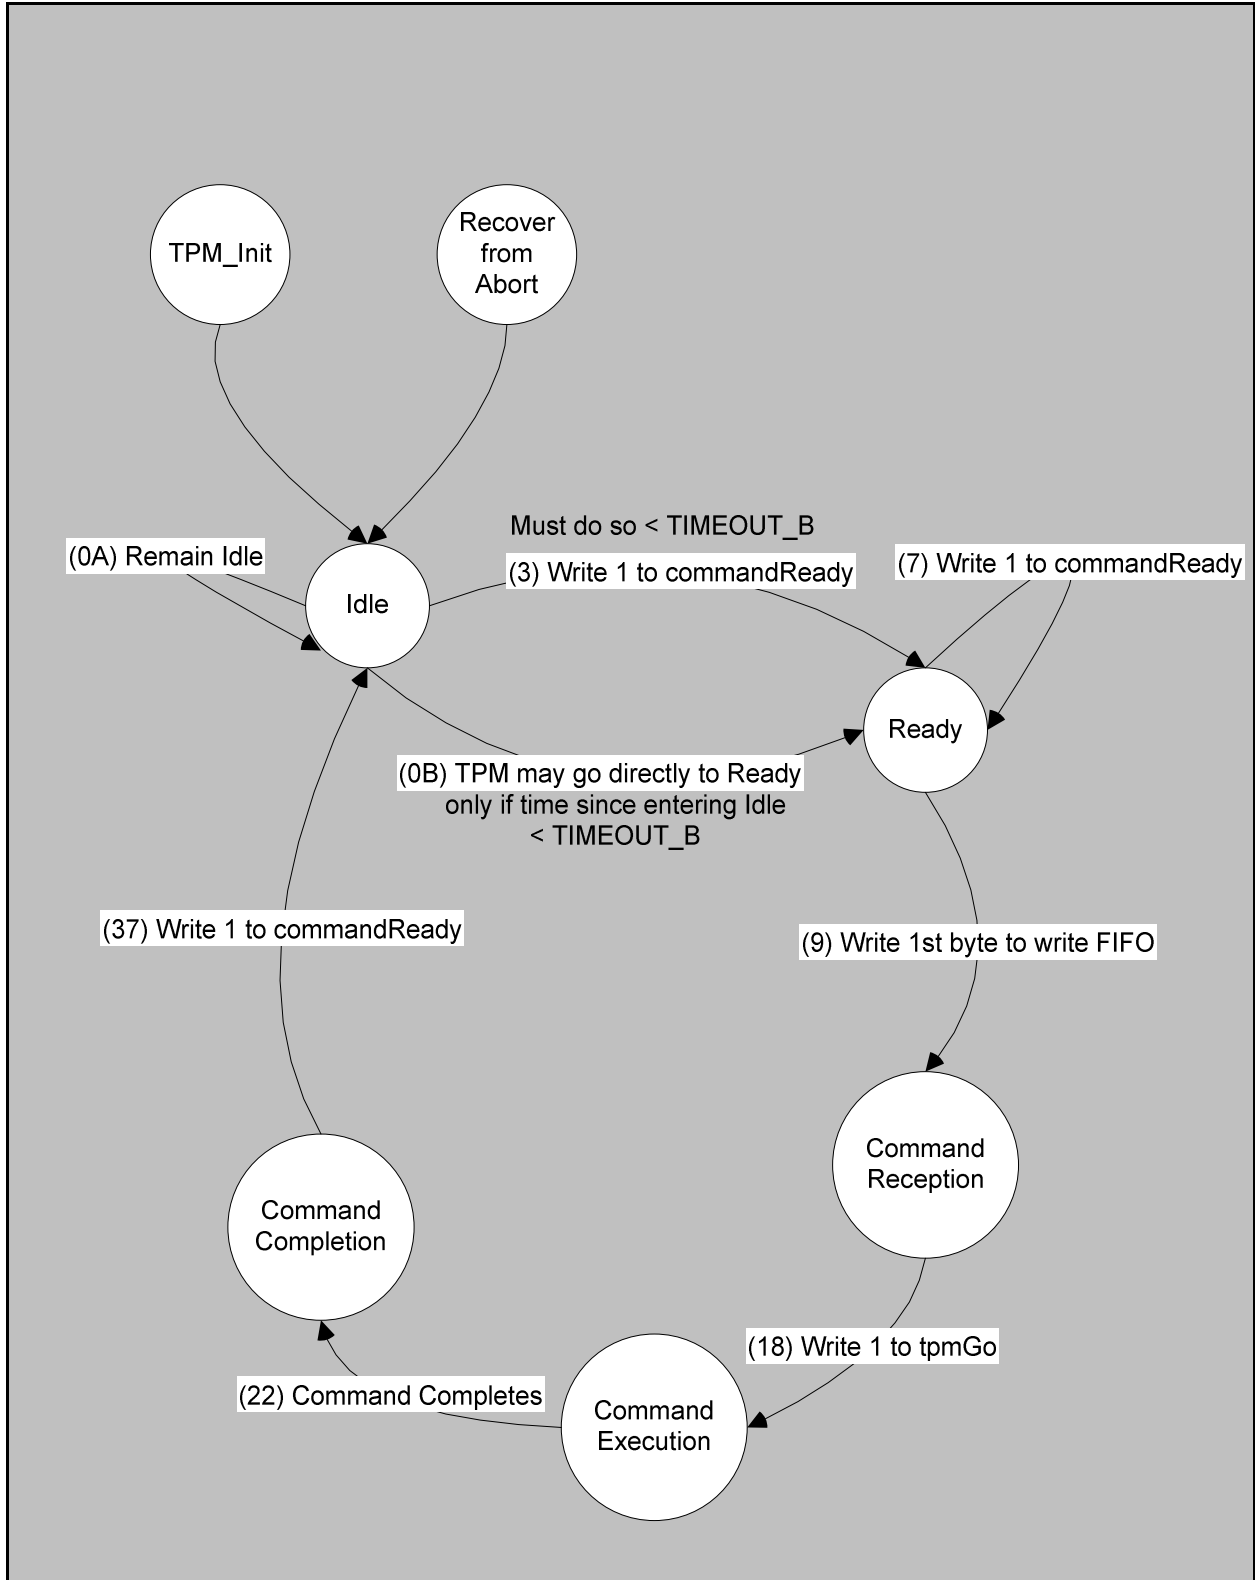 TPM_Init
Recover
from
Abort
Must do so < TIMEOUT_B
(0A) Remain Idle
(3) Write 1 to commandReady
(7) Write 1 to commandReady
Idle
Ready
(0B) TPM may go directly to Ready
only if time since entering Idle
< TIMEOUT_B
(37) Write 1 to commandReady
(9) Write 1st byte to write FIFO
Command
Reception
Command
Completion
(18) Write 1 to tpmGo
(22) Command Completes
Command
Execution